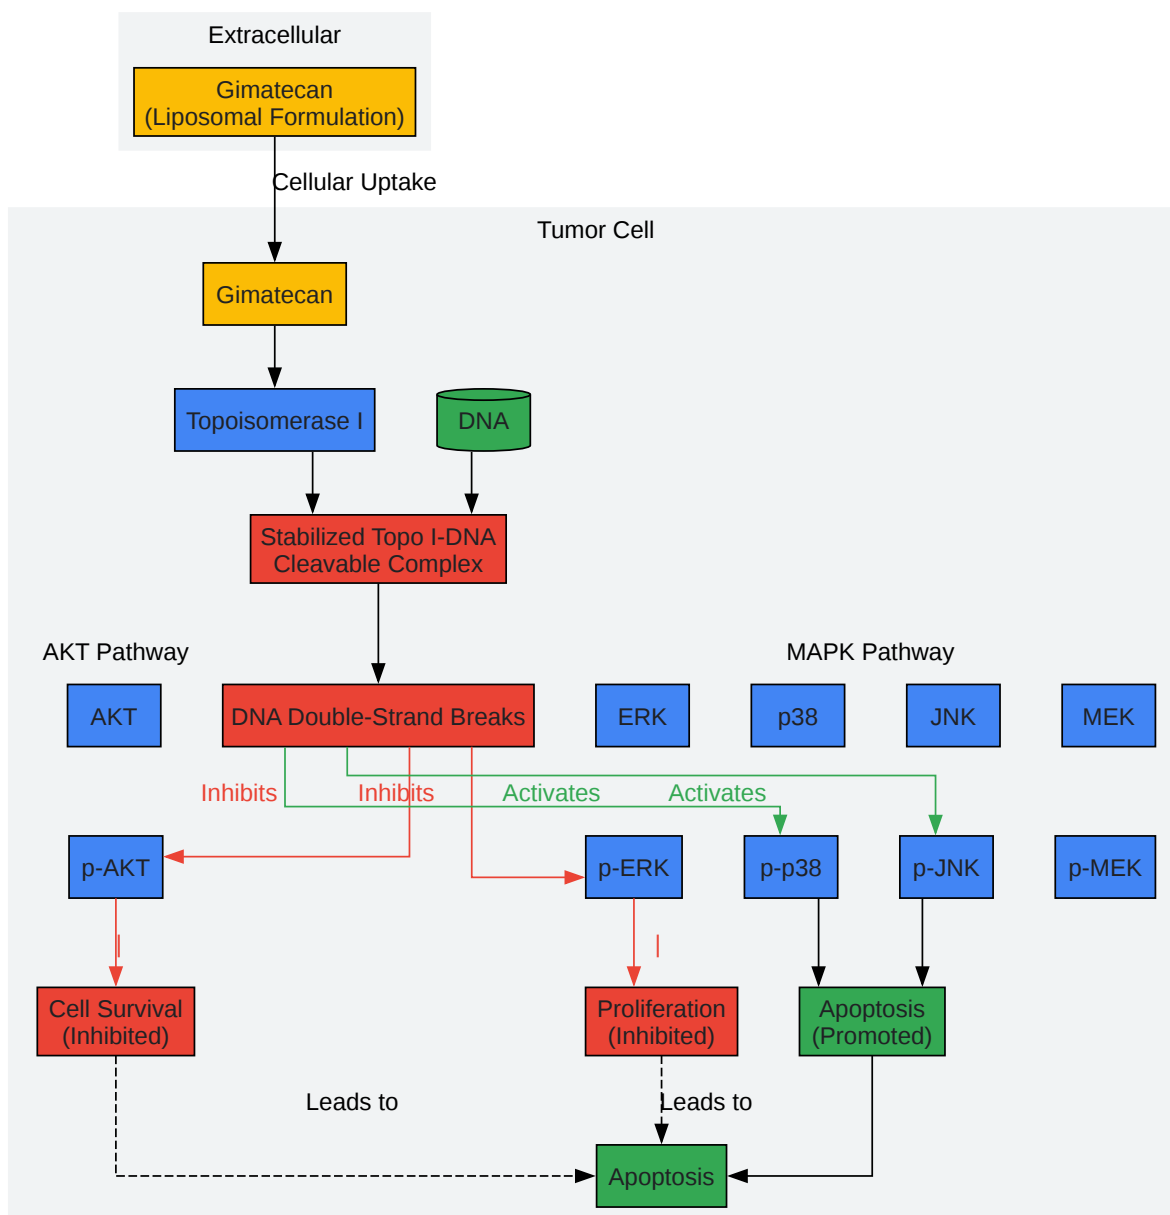 Extracellular
Gimatecan
(Liposomal Formulation)
Cellular Uptake
Tumor Cell
Gimatecan
Topoisomerase I
DNA
Stabilized Topo I-DNA
Cleavable Complex
AKT Pathway
MAPK Pathway
AKT
DNA Double-Strand Breaks
ERK
p38
JNK
MEK
Inhibits
Inhibits
Activates
Activates
p-AKT
p-ERK
p-p38
p-JNK
p-MEK
|
|
Cell Survival
(Inhibited)
Proliferation
(Inhibited)
Apoptosis
(Promoted)
Leads to
Leads to
Apoptosis